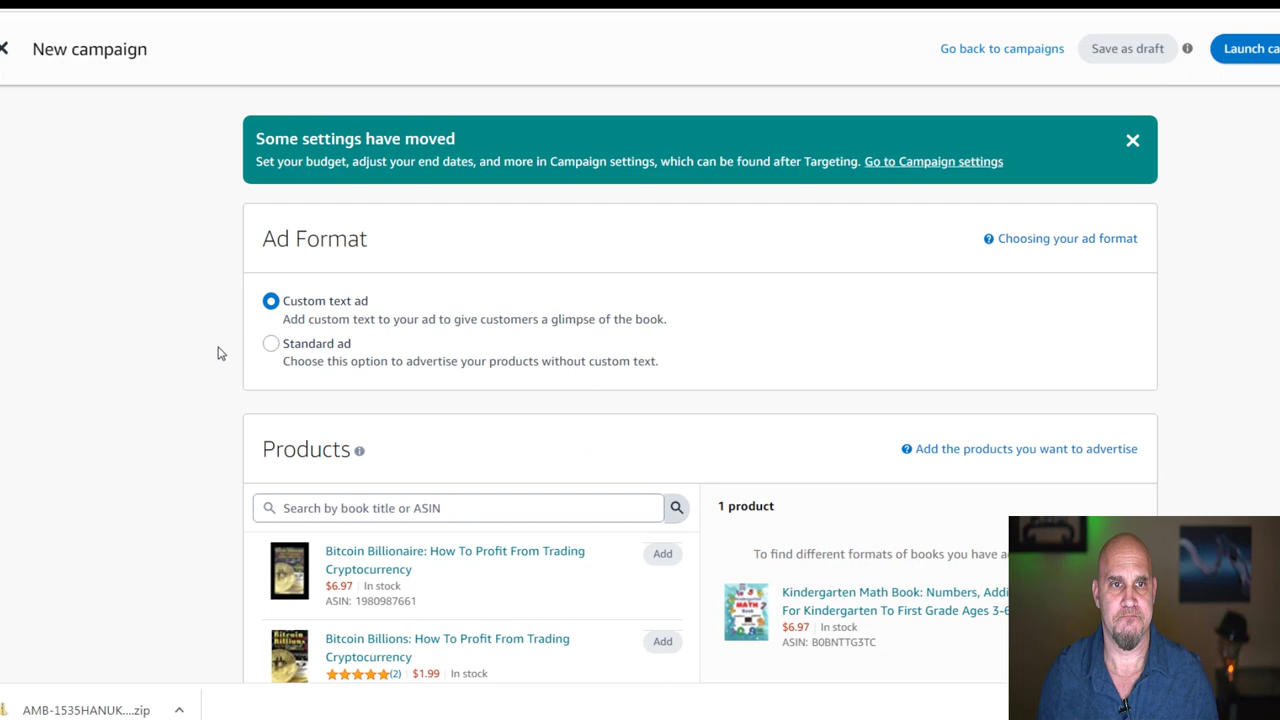 New campaign
Go back to campaigns
Save as draft
Launch ca
Some settings have moved
Set your budget, adjust your end dates, and more in Campaign settings, which can be found after Targeting. Go to Campaign settings
Ad Format
Choosing your ad format
Custom text ad
Add custom text to your ad to give customers a glimpse of the book.
Standard ad
Choose this option to advertise your products without custom text.
Products
Add the products you want to advertise
Search by book title or ASIN
1 product
Bitcoin Billionaire: How To Profit From Trading
Cryptocurrency
$6.97 | In stock
ASIN: 1980987661
Add
To find different formats of books you have a
Kindergarten Math Book: Numbers, Addi
For Kindergarten To First Grade Ages 3-6
$6.97 | In stock
ASIN: B0BNTTG3TC
Bitcoin Billions: How To Profit From Trading
Cryptocurrency
(2) | $1.99 | In stock
Add
AMB-1535HANUK....zip